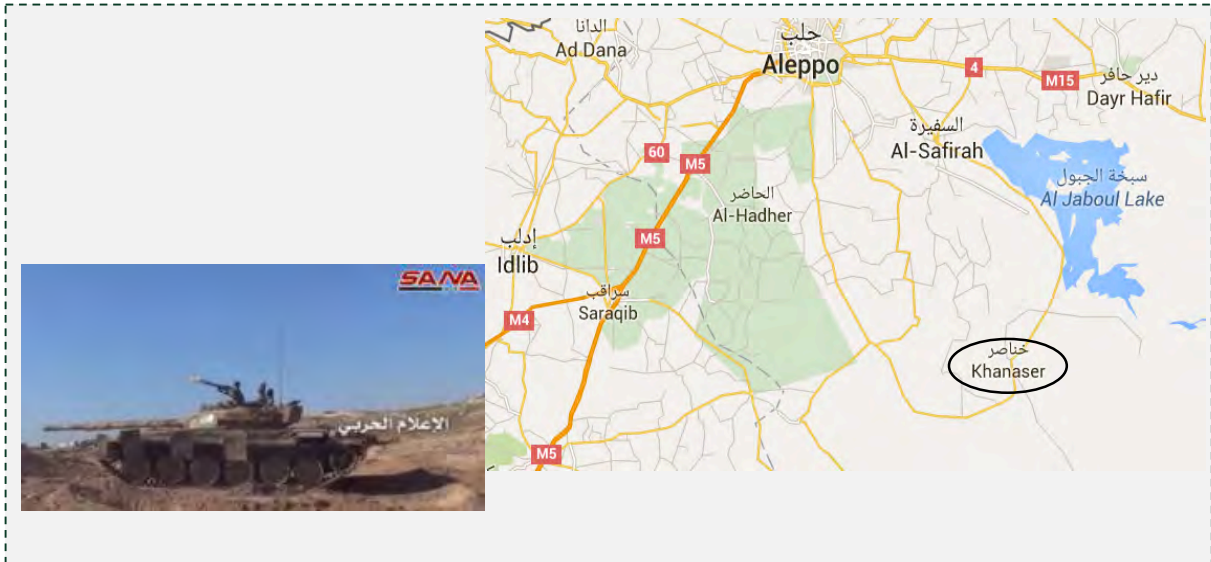 الدانا
Ad Dana
حلب
Aleppo
4
M15
دير حافر
Dayr Hafir
السفيرة
Al-Safirah
60
M5
سبخة الجبول
Al Jaboul Lake
الحاضر
Al-Hadher
M5
إدلب
Idlib
سراقب
Saraqib
M4
خناصر
Khanaser
M5
SANA
الإعلام الحربي